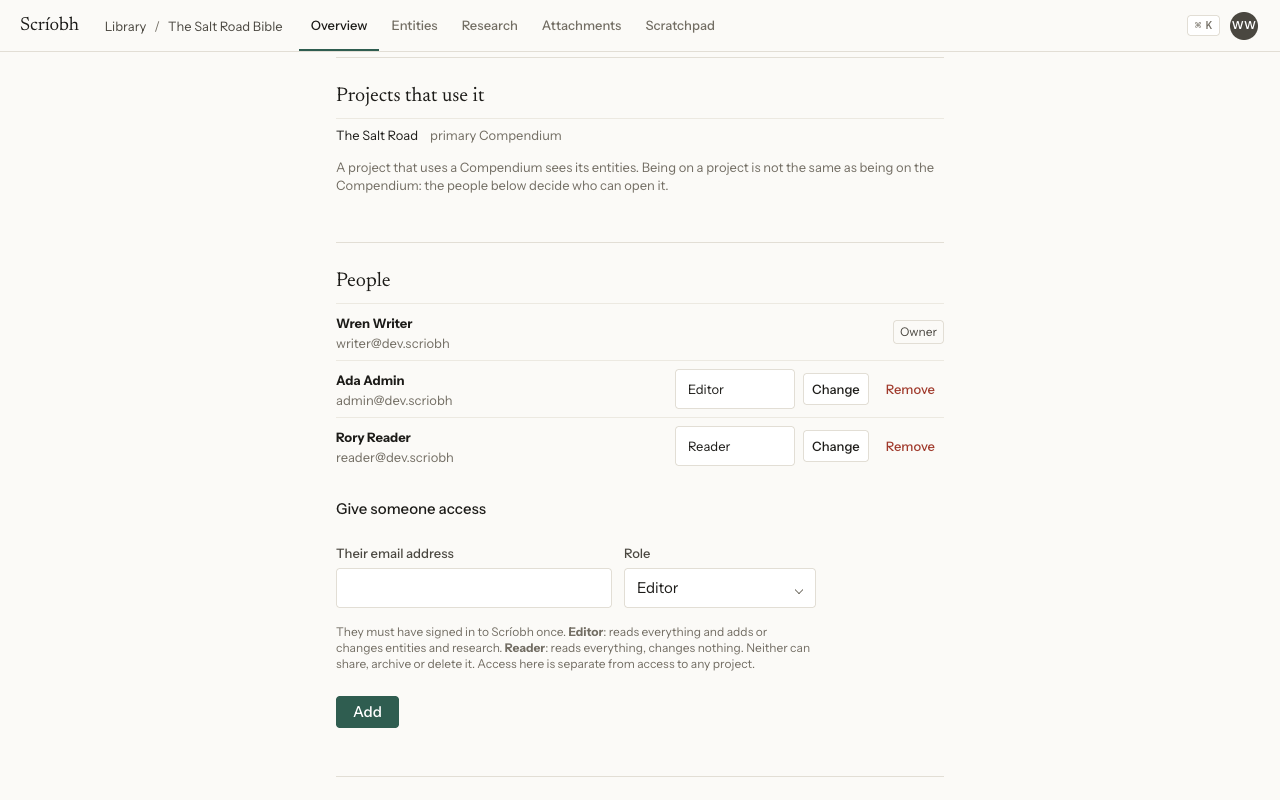 Scríobh
Library / The Salt Road Bible
Overview
Entities
Research
Attachments
Scratchpad
⌘ K
WW
Projects that use it
The Salt Road primary Compendium
A project that uses a Compendium sees its entities. Being on a project is not the same as being on the
Compendium: the people below decide who can open it.
People
Wren Writer
writer@dev.scriobh
Owner
Ada Admin
admin@dev.scriobh
Editor
Change
Remove
Rory Reader
reader@dev.scriobh
Reader
Change
Remove
Give someone access
Their email address
Role
Editor
They must have signed in to Scríobh once. Editor: reads everything and adds or
changes entities and research. Reader: reads everything, changes nothing. Neither can
share, archive or delete it. Access here is separate from access to any project.
Add